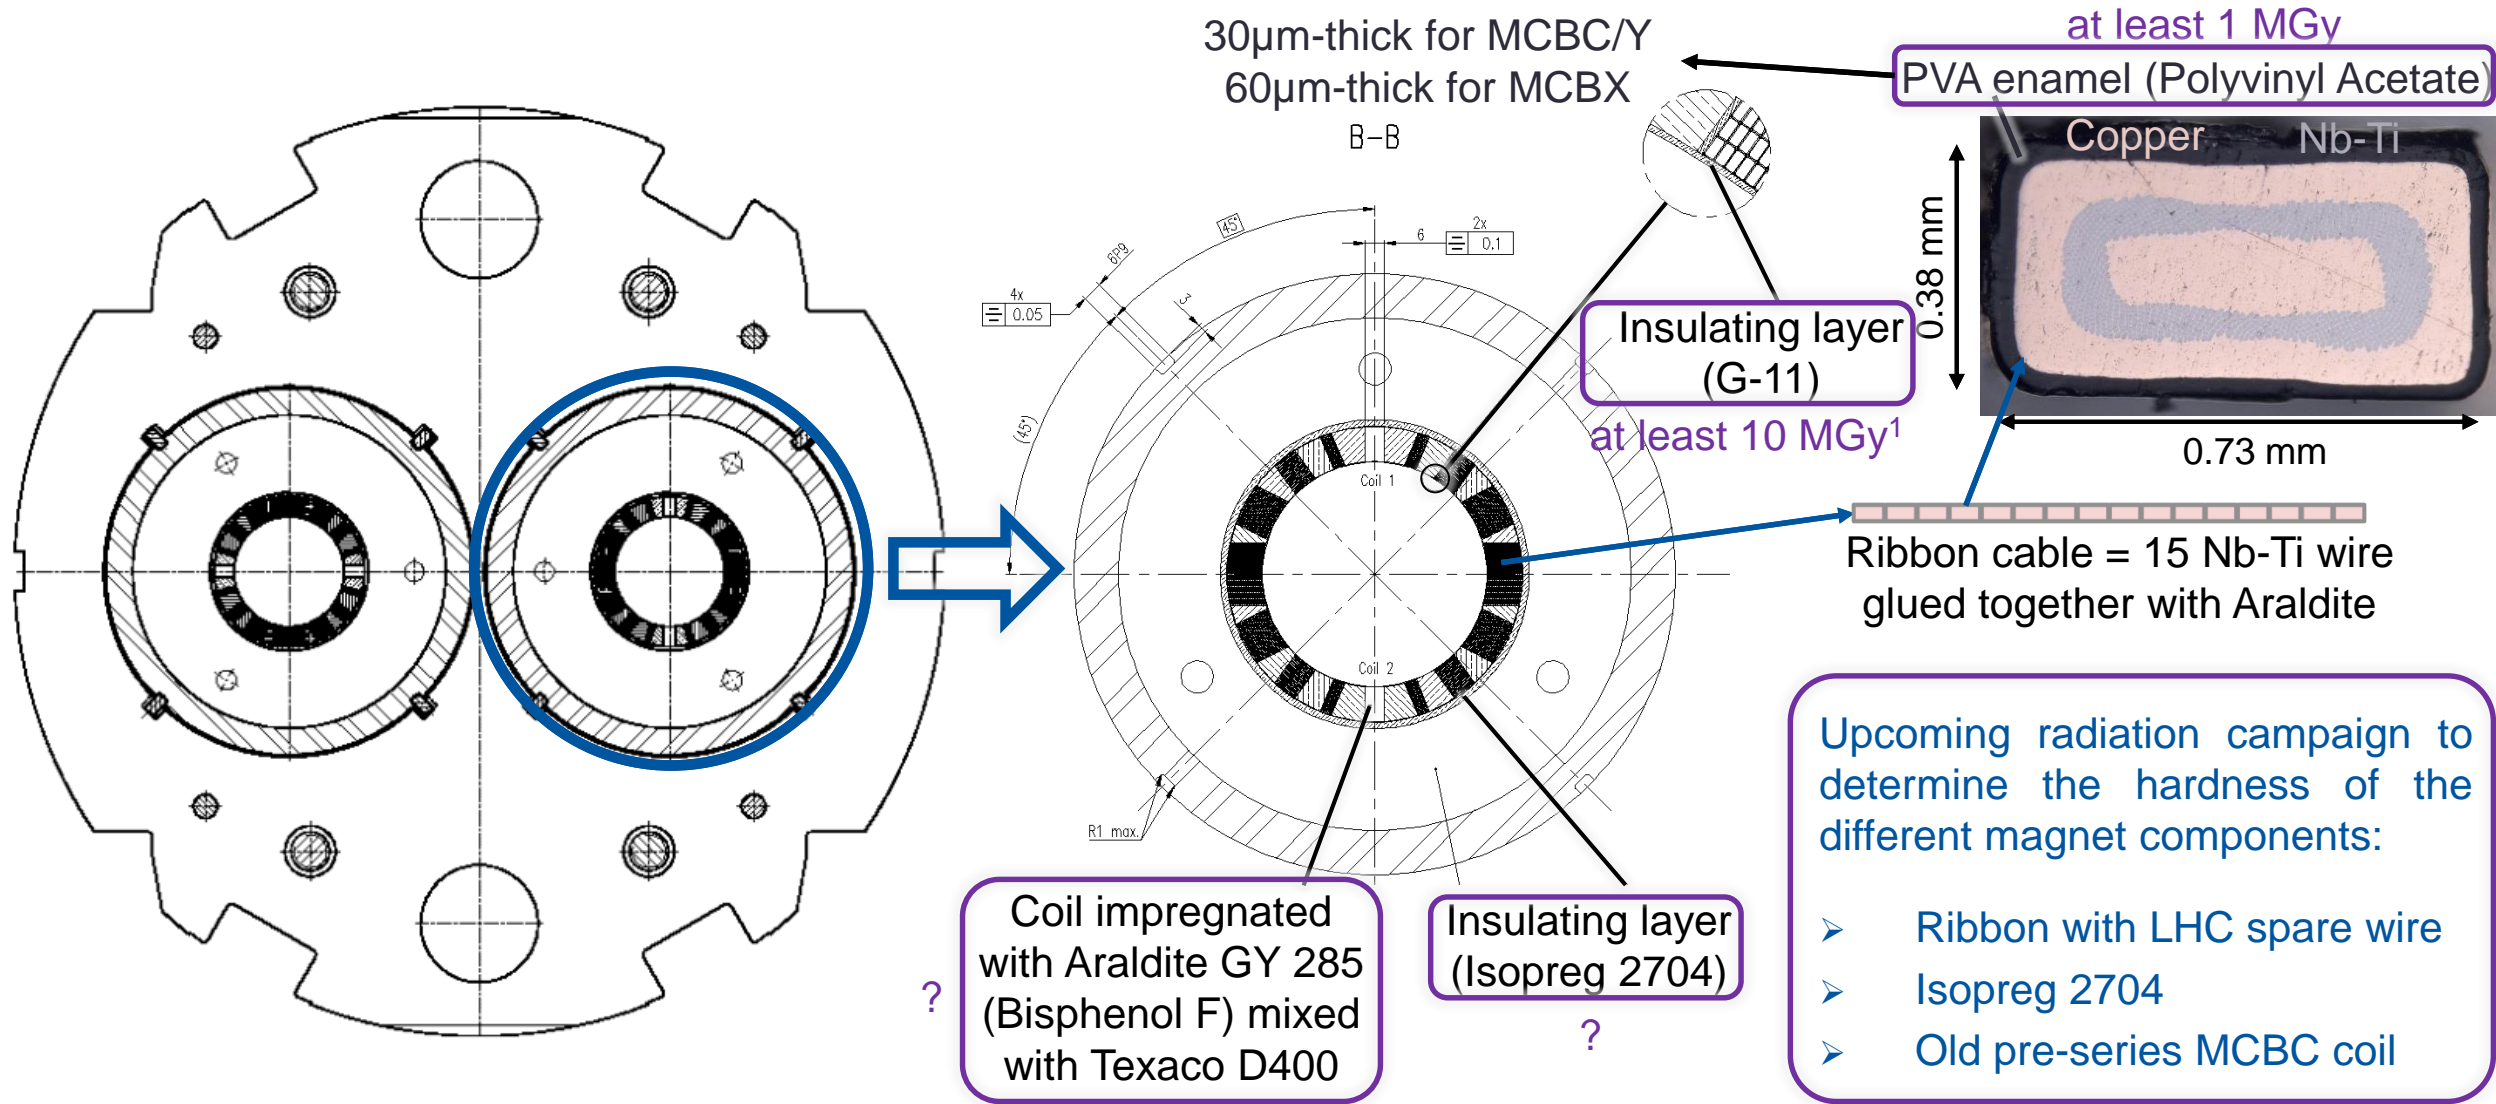 30µm-thick for MCBC/Y
60µm-thick for MCBX
B-B
at least 1 MGy
PVA enamel (Polyvinyl Acetate)
Copper
Nb-Ti
0.38 mm
0.73 mm
45°
6P9
4x
0.05
3
6
2x
0.1
(45°)
Insulating layer
(G-11)
at least 10 MGy¹
Coil 1
Coil 2
R1 max.
Ribbon cable = 15 Nb-Ti wire
glued together with Araldite
Coil impregnated
with Araldite GY 285
(Bisphenol F) mixed
with Texaco D400
?
Insulating layer
(Isopreg 2704)
?
Upcoming radiation campaign to
determine the hardness of the
different magnet components:
➢ Ribbon with LHC spare wire
➢ Isopreg 2704
➢ Old pre-series MCBC coil